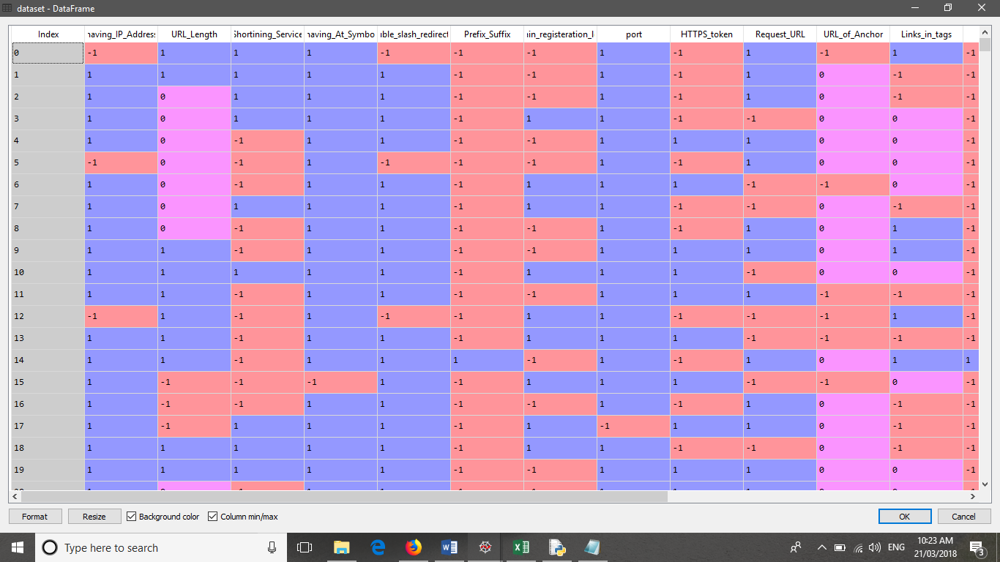 dataset - DataFrame
Index having_IP_Address URL_Length Shortining_Service having_At_Symbo ible_slash_redirect Prefix_Suffix in_registeration_l port HTTPS_token Request_URL URL_of_Anchor Links_in_tags
0 -1 1 1 1 -1 -1 -1 1 -1 1 -1 1 -1
1 1 1 1 1 1 -1 -1 1 -1 1 0 -1 -1
2 1 0 1 1 1 -1 -1 1 -1 1 0 -1 -1
3 1 0 1 1 1 -1 1 1 -1 -1 0 0 -1
4 1 0 -1 1 1 -1 -1 1 1 1 0 0 -1
5 -1 0 -1 1 -1 -1 -1 1 -1 1 0 0 -1
6 1 0 -1 1 1 -1 1 1 1 -1 -1 0 -1
7 1 0 1 1 1 -1 1 1 -1 -1 0 -1 -1
8 1 0 -1 1 1 -1 -1 1 -1 1 0 1 -1
9 1 1 -1 1 1 -1 -1 1 1 1 0 1 -1
10 1 1 1 1 1 -1 1 1 1 -1 0 0 -1
11 1 1 -1 1 1 -1 -1 1 1 1 -1 -1 -1
12 -1 1 -1 1 -1 -1 1 1 -1 -1 -1 1 -1
13 1 1 -1 1 1 -1 1 1 1 -1 -1 -1 -1
14 1 1 -1 1 1 1 -1 1 -1 1 0 1 1
15 1 -1 -1 -1 1 -1 1 1 1 -1 -1 0 -1
16 1 -1 -1 1 1 -1 -1 1 -1 1 0 -1 -1
17 1 -1 1 1 1 -1 1 -1 1 1 0 -1 -1
18 1 1 1 1 1 -1 1 1 -1 -1 0 -1 -1
19 1 1 1 1 1 -1 -1 1 1 1 0 0 -1
Format Resize Background color Column min/max OK Cancel
Type here to search ENG 10:23 AM
21/03/2018 3